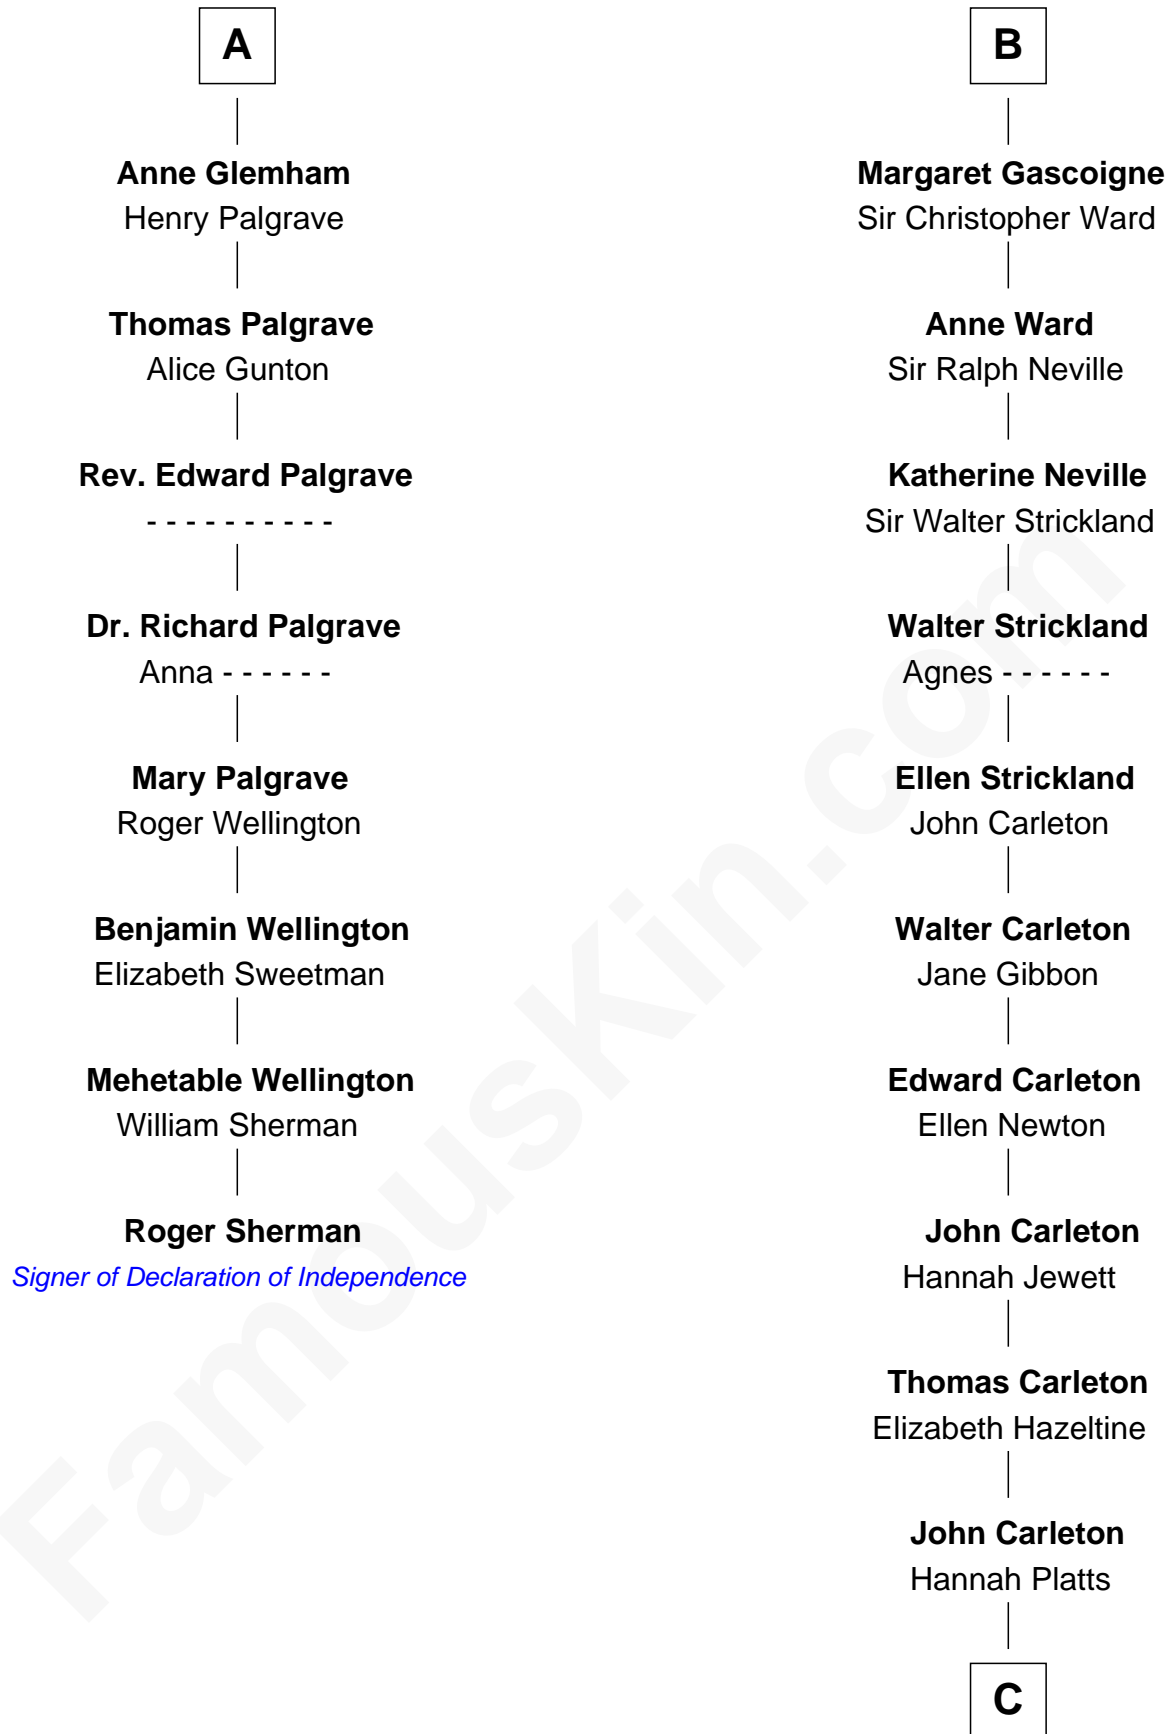 A
Anne Glemham
Henry Palgrave
Thomas Palgrave
Alice Gunton
Rev. Edward Palgrave
- - - - - - - - - -
Dr. Richard Palgrave
Anna - - - - - -
Mary Palgrave
Roger Wellington
Benjamin Wellington
Elizabeth Sweetman
Mehetable Wellington
William Sherman
Roger Sherman
Signer of Declaration of Independence
B
Margaret Gascoigne
Sir Christopher Ward
Anne Ward
Sir Ralph Neville
Katherine Neville
Sir Walter Strickland
Walter Strickland
Agnes - - - - - -
Ellen Strickland
John Carleton
Walter Carleton
Jane Gibbon
Edward Carleton
Ellen Newton
John Carleton
Hannah Jewett
Thomas Carleton
Elizabeth Hazeltine
John Carleton
Hannah Platts
C
FamousKin.com